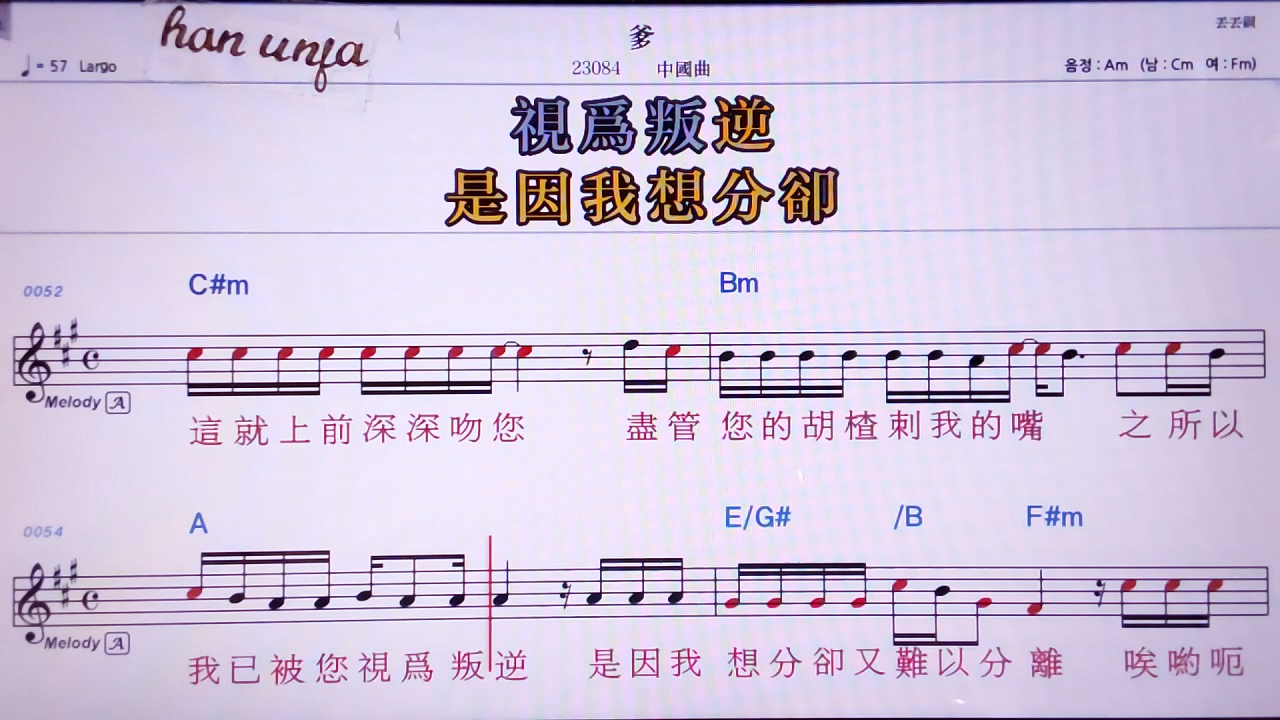 han unja
爹
丟丟銅
♩= 57 Largo
23084 中國曲
음정 : Am (남 : Cm 여 : Fm)
視爲叛逆
是因我想分卻
0052 C#m Bm
Melody A
這就上前深深吻您 盡管您的胡楂刺我的嘴 之所以
0054 A E/G# /B F#m
Melody A
我已被您視爲叛逆 是因我想分卻又難以分離 唉喲呃